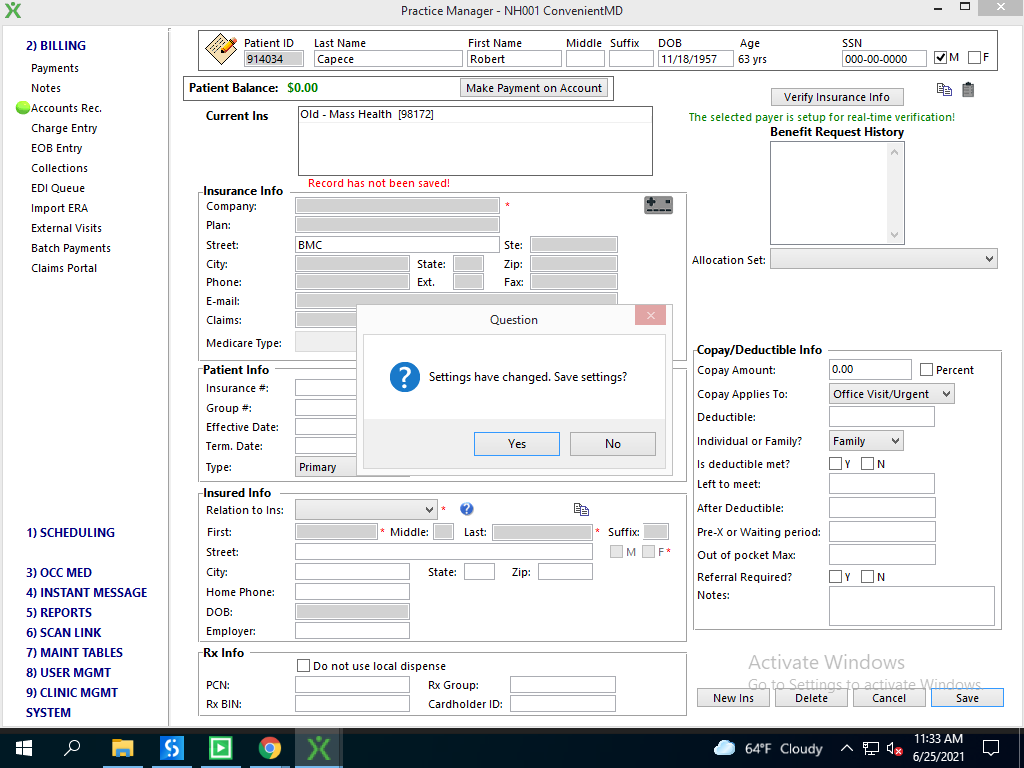 Practice Manager - NH001 ConvenientMD
2) BILLING
Payments
Notes
Accounts Rec.
Charge Entry
EOB Entry
Collections
EDI Queue
Import ERA
External Visits
Batch Payments
Claims Portal
1) SCHEDULING
3) OCC MED
4) INSTANT MESSAGE
5) REPORTS
6) SCAN LINK
7) MAINT TABLES
8) USER MGMT
9) CLINIC MGMT
SYSTEM
Patient ID Last Name First Name Middle Suffix DOB Age SSN
914034 Capece Robert 11/18/1957 63 yrs 000-00-0000 M F
Patient Balance: $0.00 Make Payment on Account
Verify Insurance Info
Current Ins Old - Mass Health [98172]
The selected payer is setup for real-time verification!
Benefit Request History
Record has not been saved!
Insurance Info
Company: *
Plan:
Street: BMC Ste:
City: State: Zip:
Phone: Ext. Fax:
E-mail:
Claims:
Medicare Type:
Allocation Set:
Question
Settings have changed. Save settings?
Yes No
Patient Info
Insurance #:
Group #:
Effective Date:
Term. Date:
Type: Primary
Insured Info
Relation to Ins: * ?
First: * Middle: Last: * Suffix:
Street: M F *
City: State: Zip:
Home Phone:
DOB:
Employer:
Rx Info
Do not use local dispense
PCN: Rx Group:
Rx BIN: Cardholder ID:
Copay/Deductible Info
Copay Amount: 0.00 Percent
Copay Applies To: Office Visit/Urgent
Deductible:
Individual or Family? Family
Is deductible met? Y N
Left to meet:
After Deductible:
Pre-X or Waiting period:
Out of pocket Max:
Referral Required? Y N
Notes:
Activate Windows
Go to Settings to activate Windows.
New Ins Delete Cancel Save
64°F Cloudy
11:33 AM
6/25/2021